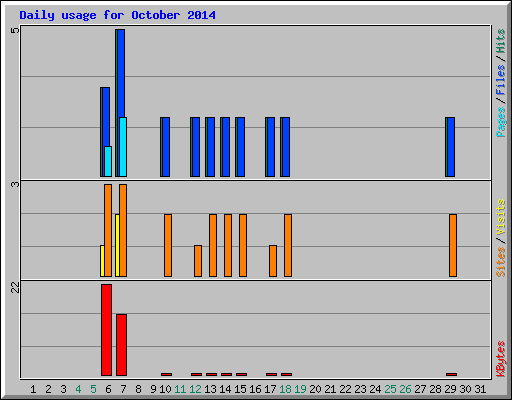 Daily usage for October 2014
5
3
22
Pages / Files / Hits
Sites / Visits
KBytes
1 2 3 4 5 6 7 8 9 10 11 12 13 14 15 16 17 18 19 20 21 22 23 24 25 26 27 28 29 30 31